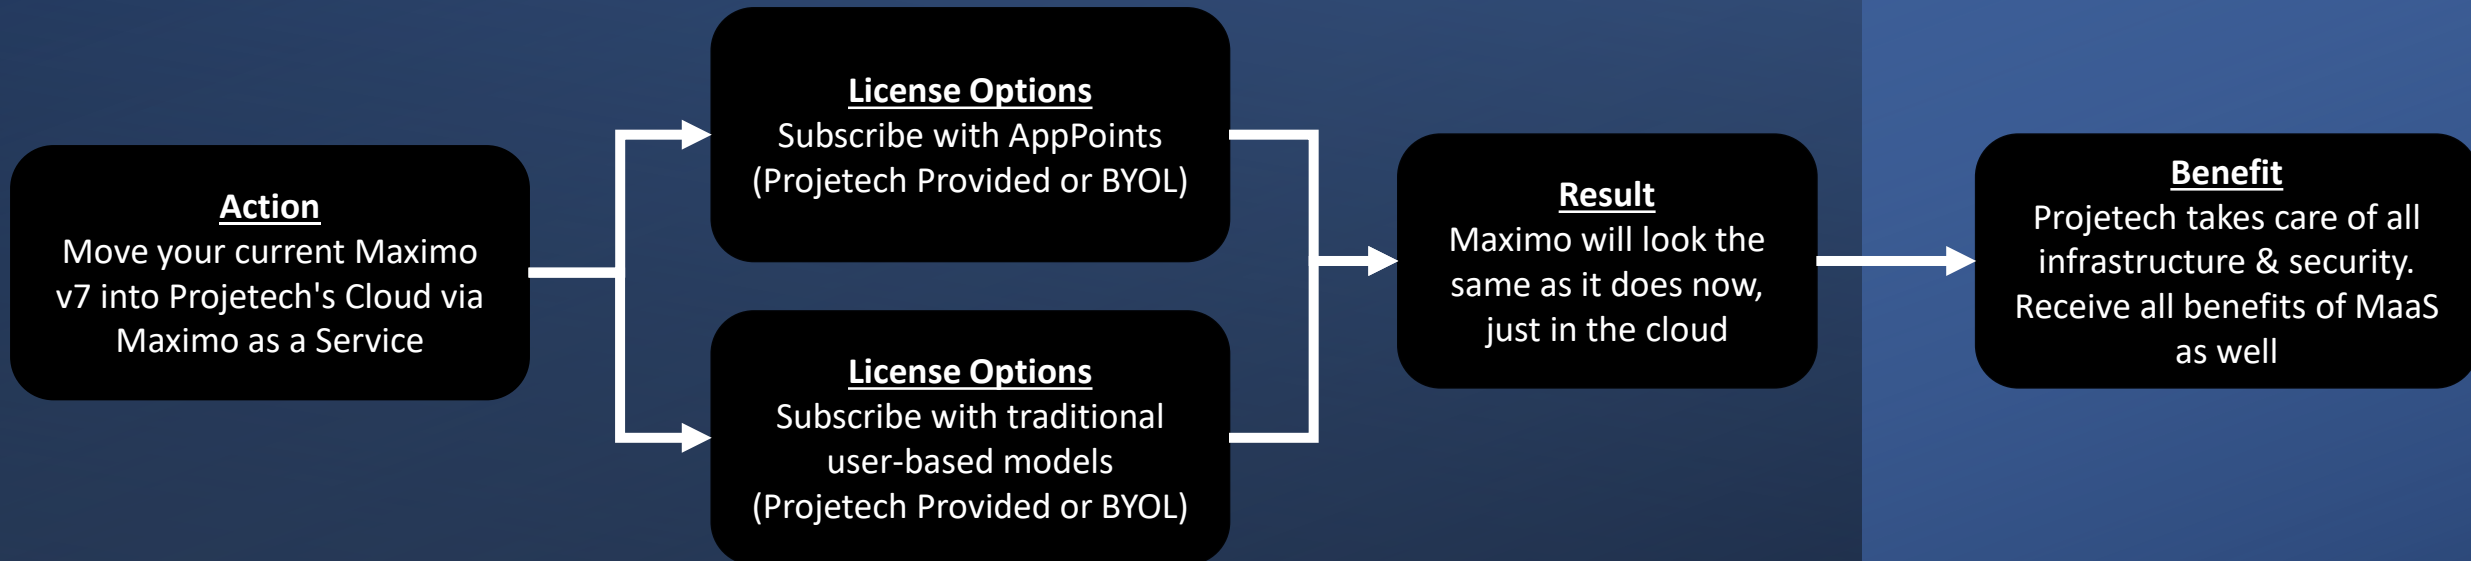 Action
Move your current Maximo
v7 into Projetech's Cloud via
Maximo as a Service
License Options
Subscribe with AppPoints
(Projetech Provided or BYOL)
License Options
Subscribe with traditional
user-based models
(Projetech Provided or BYOL)
Result
Maximo will look the
same as it does now,
just in the cloud
Benefit
Projetech takes care of all
infrastructure & security.
Receive all benefits of MaaS
as well